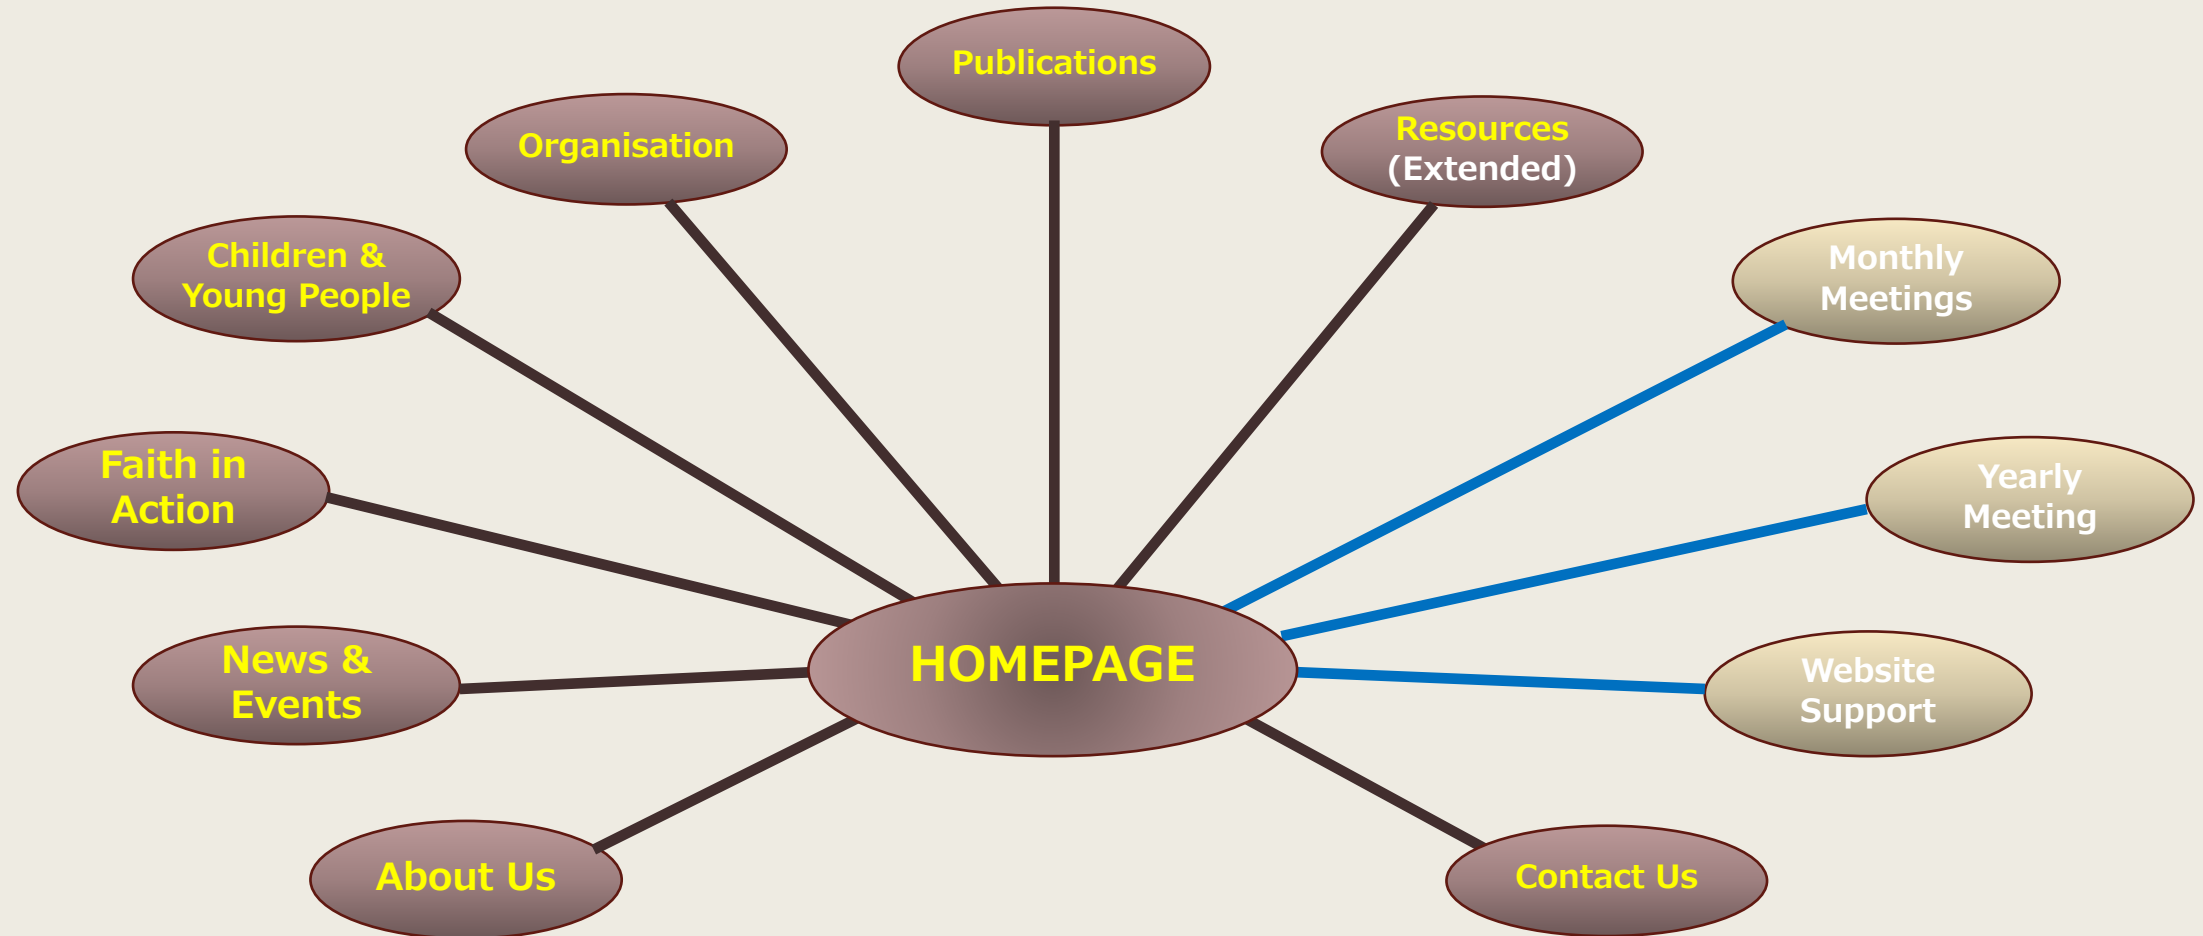 Publications
Organisation
Resources
(Extended)
Children &
Young People
Monthly
Meetings
Faith in
Action
Yearly
Meeting
News &
Events
HOMEPAGE
Website
Support
About Us
Contact Us